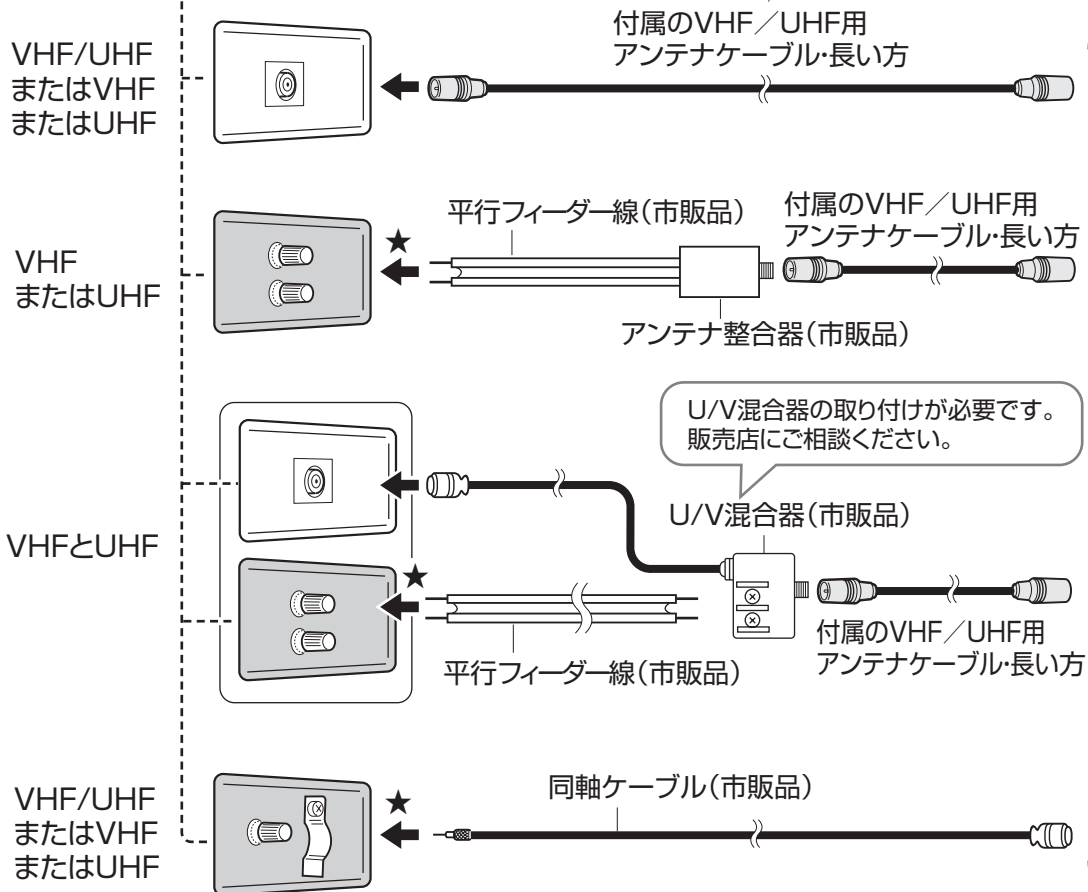 付属のVHF／UHF用
アンテナケーブル・長い方
VHF/UHF
またはVHF
またはUHF
平行フィーダー線（市販品）
付属のVHF／UHF用
アンテナケーブル・長い方
★
VHF
またはUHF
アンテナ整合器（市販品）
U/V混合器の取り付けが必要です。
販売店にご相談ください。
U/V混合器（市販品）
VHFとUHF
★
付属のVHF／UHF用
アンテナケーブル・長い方
平行フィーダー線（市販品）
同軸ケーブル（市販品）
★
VHF/UHF
またはVHF
またはUHF